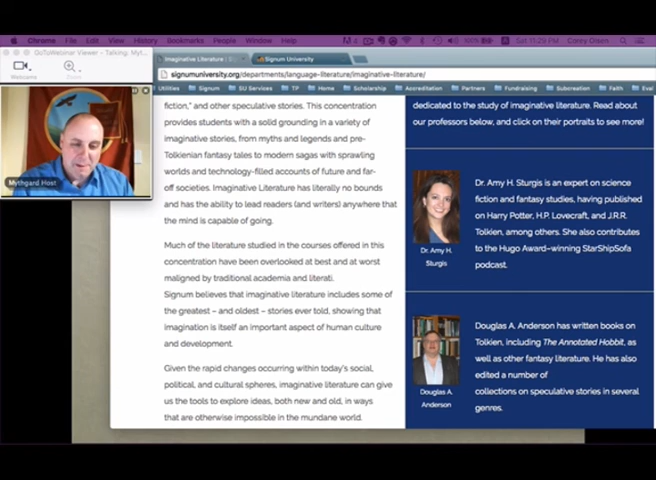 Chrome File Edit View History Bookmarks People Window Help
100% Sat 11:29 PM Corey Olsen
GoToWebinar Viewer - Talking: Myt...
Webcams Zoom
Mythgard Host
Imaginative Literature | S
Signum University
signumuniversity.org/departments/language-literature/imaginative-literature/
Utilities Signum SU Services TP Home Scholarship Accreditation Partners Fundraising Subcreation Faith Eval
fiction," and other speculative stories. This concentration
provides students with a solid grounding in a variety of
imaginative stories, from myths and legends and pre-
Tolkienian fantasy tales to modern sagas with sprawling
worlds and technology-filled accounts of future and far-
off societies. Imaginative Literature has literally no bounds
and has the ability to lead readers (and writers) anywhere that
the mind is capable of going.
Much of the literature studied in the courses offered in this
concentration have been overlooked at best and at worst
maligned by traditional academia and literati.
Signum believes that imaginative literature includes some of
the greatest – and oldest – stories ever told, showing that
imagination is itself an important aspect of human culture
and development.
Given the rapid changes occurring within today's social,
political, and cultural spheres, imaginative literature can give
us the tools to explore ideas, both new and old, in ways
that are otherwise impossible in the mundane world.
dedicated to the study of imaginative literature. Read about
our professors below, and click on their portraits to see more!
Dr. Amy H.
Sturgis
Dr. Amy H. Sturgis is an expert on science
fiction and fantasy studies, having published
on Harry Potter, H.P. Lovecraft, and J.R.R.
Tolkien, among others. She also contributes
to the Hugo Award–winning StarShipSofa
podcast.
Douglas A.
Anderson
Douglas A. Anderson has written books on
Tolkien, including The Annotated Hobbit, as
well as other fantasy literature. He has also
edited a number of
collections on speculative stories in several
genres.